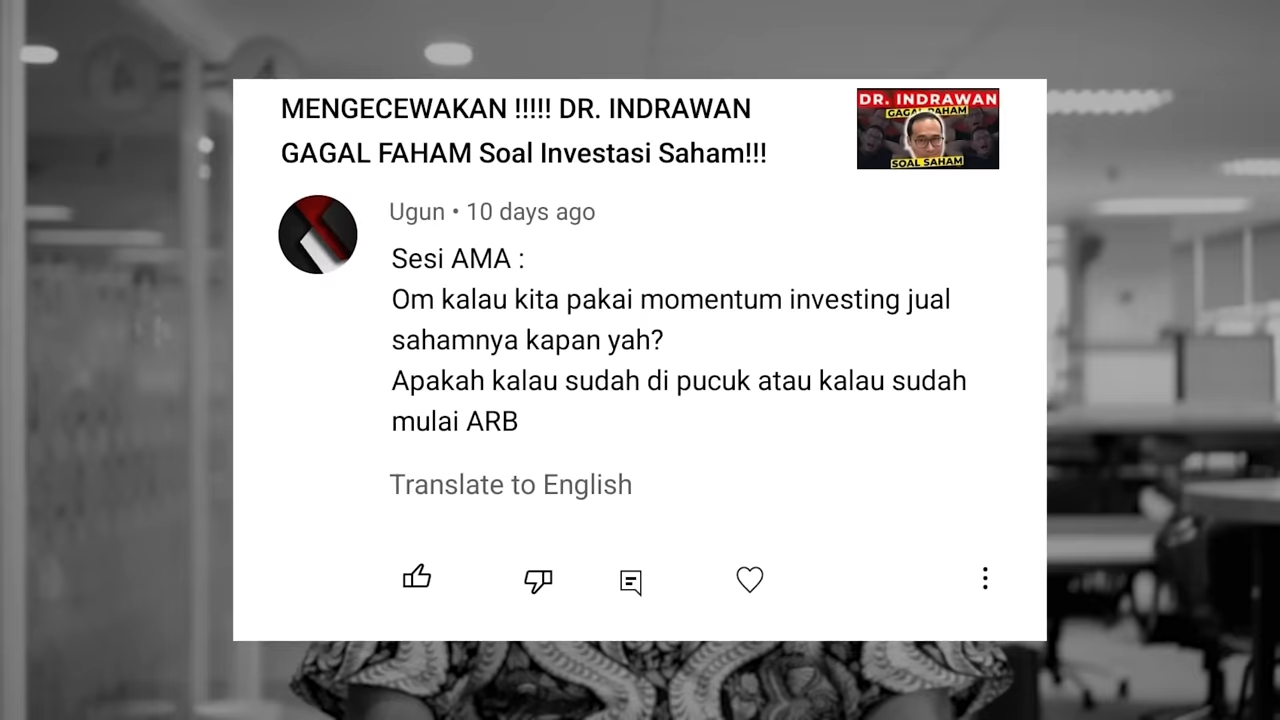 MENGECEWAKAN !!!!! DR. INDRAWAN
GAGAL FAHAM Soal Investasi Saham!!!
DR. INDRAWAN
GAGAL FAHAM
SOAL SAHAM
Ugun • 10 days ago
Sesi AMA :
Om kalau kita pakai momentum investing jual
sahamnya kapan yah?
Apakah kalau sudah di pucuk atau kalau sudah
mulai ARB
Translate to English